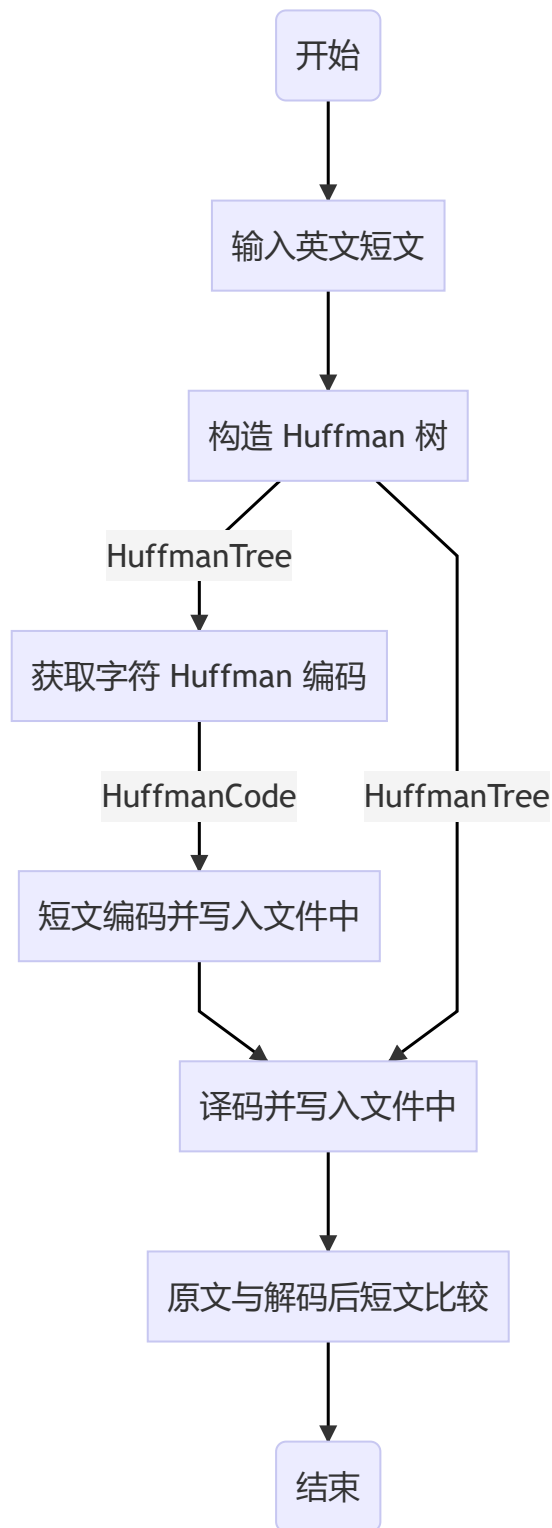 开始
输入英文短文
构造 Huffman 树
HuffmanTree
获取字符 Huffman 编码
HuffmanCode
HuffmanTree
短文编码并写入文件中
译码并写入文件中
原文与解码后短文比较
结束